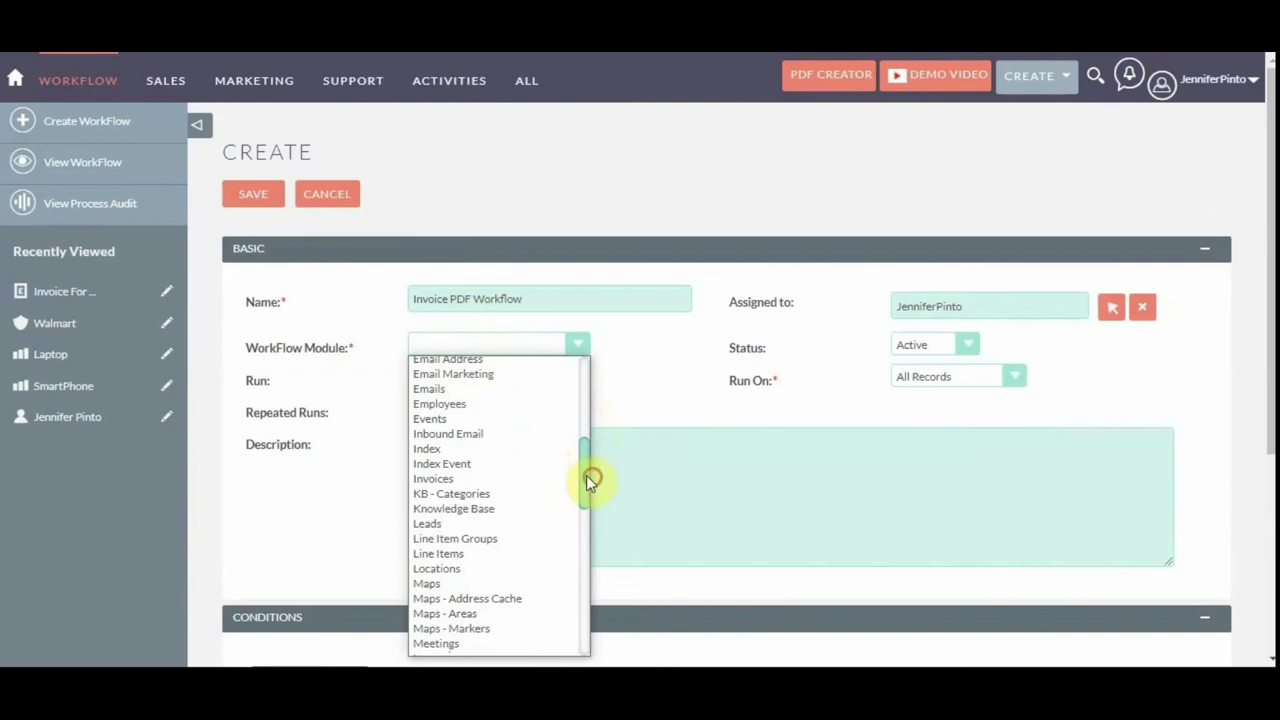 WORKFLOW SALES MARKETING SUPPORT ACTIVITIES ALL PDF CREATOR DEMO VIDEO CREATE JenniferPinto
Create WorkFlow
View WorkFlow
View Process Audit
Recently Viewed
Invoice For ...
Walmart
Laptop
SmartPhone
Jennifer Pinto
CREATE
SAVE CANCEL
BASIC
Name:* Invoice PDF Workflow Assigned to: JenniferPinto
WorkFlow Module:* Status: Active
Run: Run On:* All Records
Repeated Runs:
Description:
Email Address
Email Marketing
Emails
Employees
Events
Inbound Email
Index
Index Event
Invoices
KB - Categories
Knowledge Base
Leads
Line Item Groups
Line Items
Locations
Maps
Maps - Address Cache
Maps - Areas
Maps - Markers
Meetings
CONDITIONS